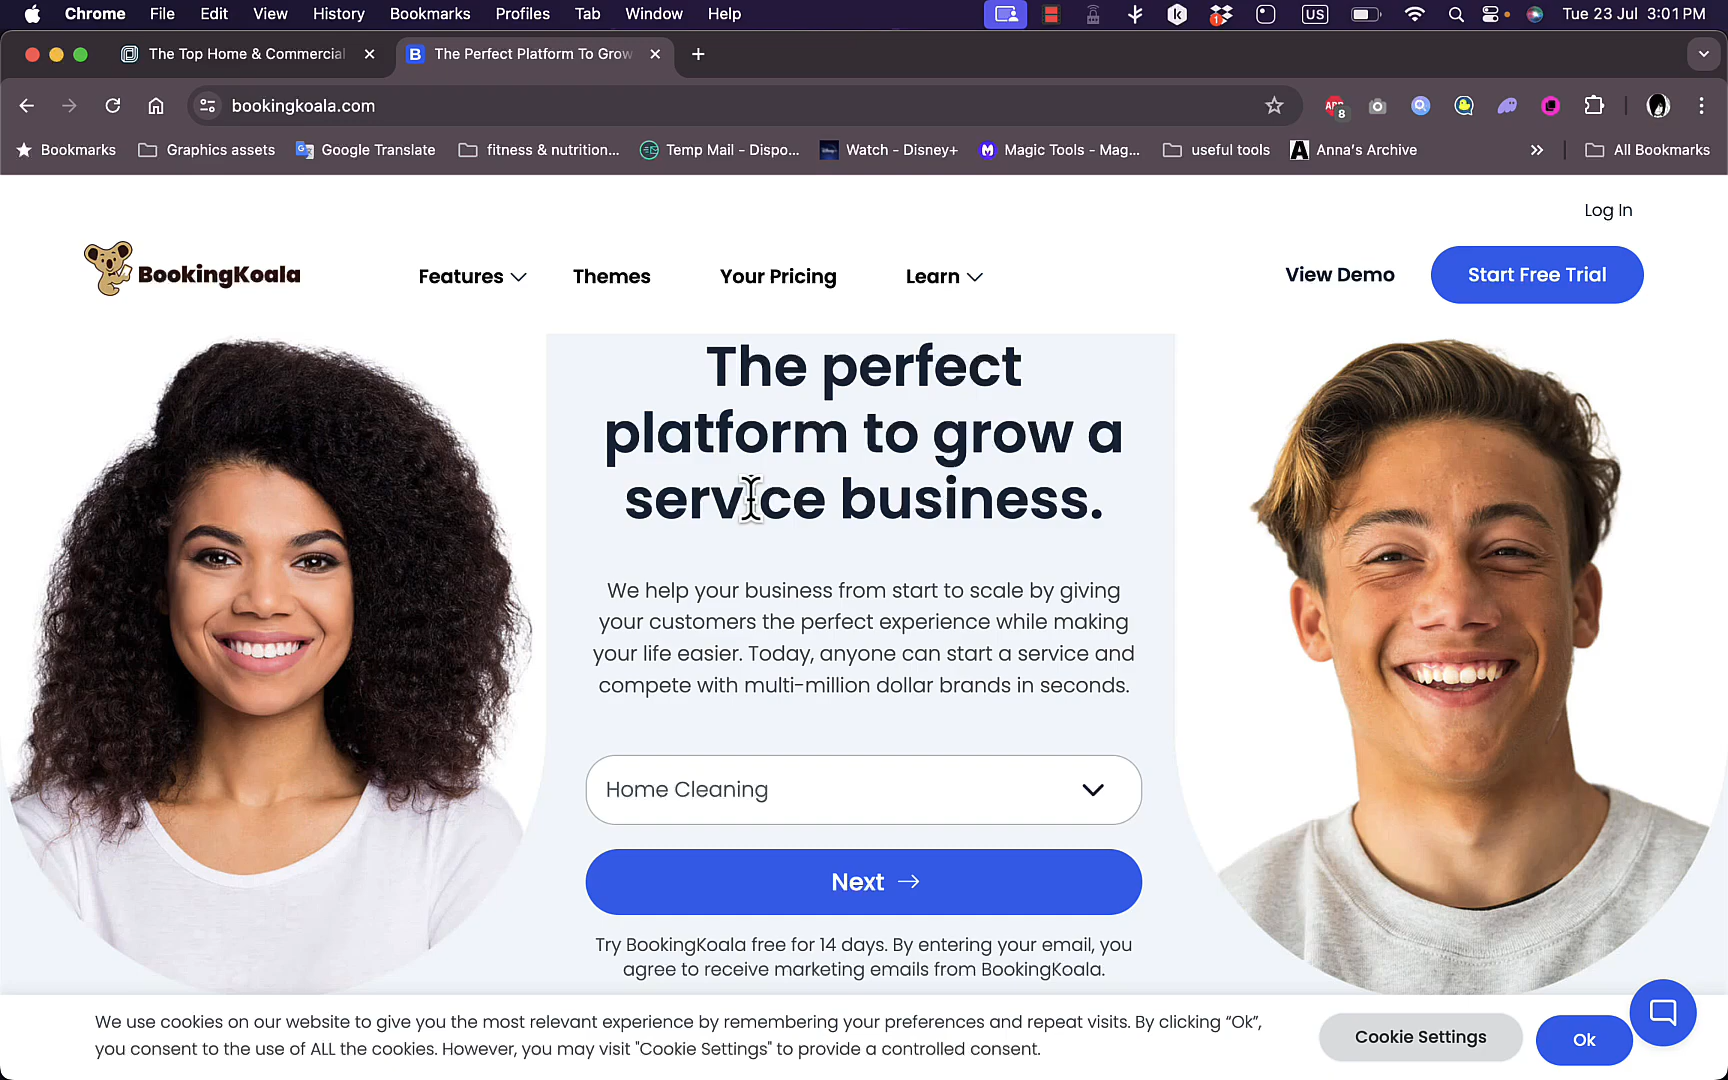 Chrome File Edit View History Bookmarks Profiles Tab Window Help US Tue 23 Jul 3:01 PM
The Top Home & Commercial The Perfect Platform To Grow
bookingkoala.com
Bookmarks Graphics assets Google Translate fitness & nutrition... Temp Mail - Dispo... Watch - Disney+ Magic Tools - Mag... useful tools Anna's Archive All Bookmarks
Log In
BookingKoala Features Themes Your Pricing Learn View Demo Start Free Trial
The perfect
platform to grow a
service business.
We help your business from start to scale by giving
your customers the perfect experience while making
your life easier. Today, anyone can start a service and
compete with multi-million dollar brands in seconds.
Home Cleaning
Next →
Try BookingKoala free for 14 days. By entering your email, you
agree to receive marketing emails from BookingKoala.
We use cookies on our website to give you the most relevant experience by remembering your preferences and repeat visits. By clicking “Ok”,
you consent to the use of ALL the cookies. However, you may visit "Cookie Settings" to provide a controlled consent.
Cookie Settings
Ok